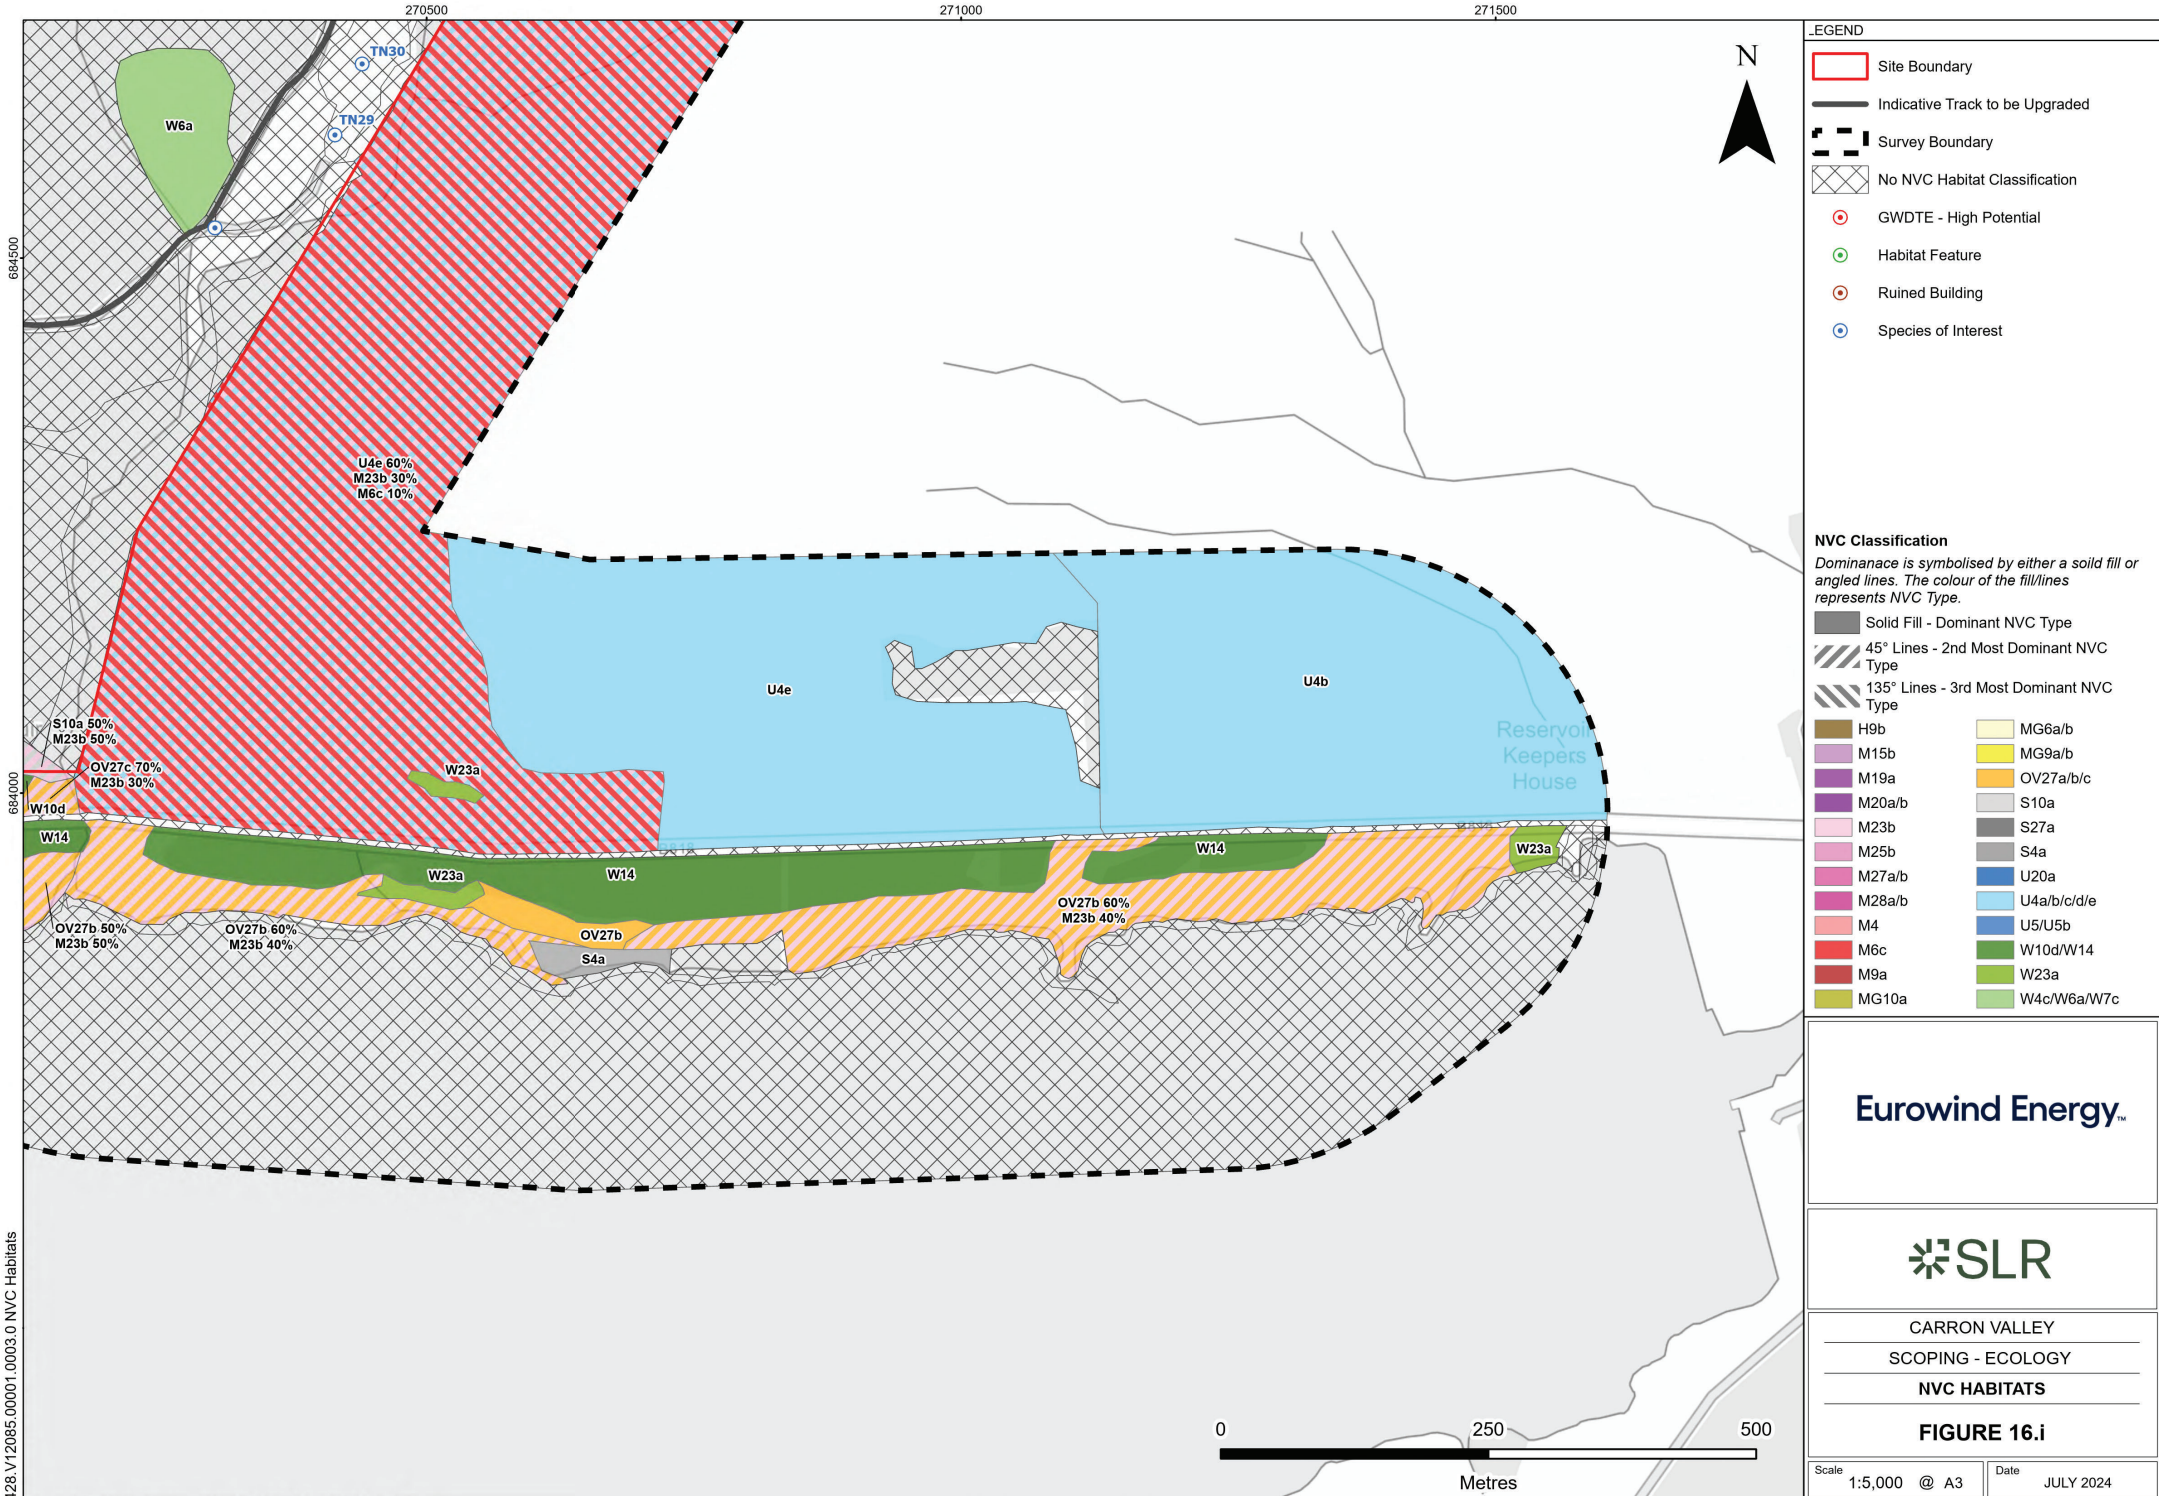 270500
271000
271500
684500
684000
TN30
TN29
W6a
N
U4e 60%
M23b 30%
M6c 10%
U4e
U4b
Reservoir
Keepers
House
S10a 50%
M23b 50%
OV27c 70%
M23b 30%
W10d
W14
W23a
B818
B818
W23a
W14
W14
W23a
OV27b 60%
M23b 40%
OV27b 50%
M23b 50%
OV27b 60%
M23b 40%
OV27b
S4a
0
250
500
Metres
428.V12085.00001.0003.0 NVC Habitats
LEGEND
Site Boundary
Indicative Track to be Upgraded
Survey Boundary
No NVC Habitat Classification
GWDTE - High Potential
Habitat Feature
Ruined Building
Species of Interest
NVC Classification
Dominanace is symbolised by either a soild fill or
angled lines. The colour of the fill/lines
represents NVC Type.
Solid Fill - Dominant NVC Type
45° Lines - 2nd Most Dominant NVC
Type
135° Lines - 3rd Most Dominant NVC
Type
H9b
M15b
M19a
M20a/b
M23b
M25b
M27a/b
M28a/b
M4
M6c
M9a
MG10a
MG6a/b
MG9a/b
OV27a/b/c
S10a
S27a
S4a
U20a
U4a/b/c/d/e
U5/U5b
W10d/W14
W23a
W4c/W6a/W7c
Eurowind Energy™
SLR
CARRON VALLEY
SCOPING - ECOLOGY
NVC HABITATS
FIGURE 16.i
Scale
1:5,000 @ A3
Date
JULY 2024